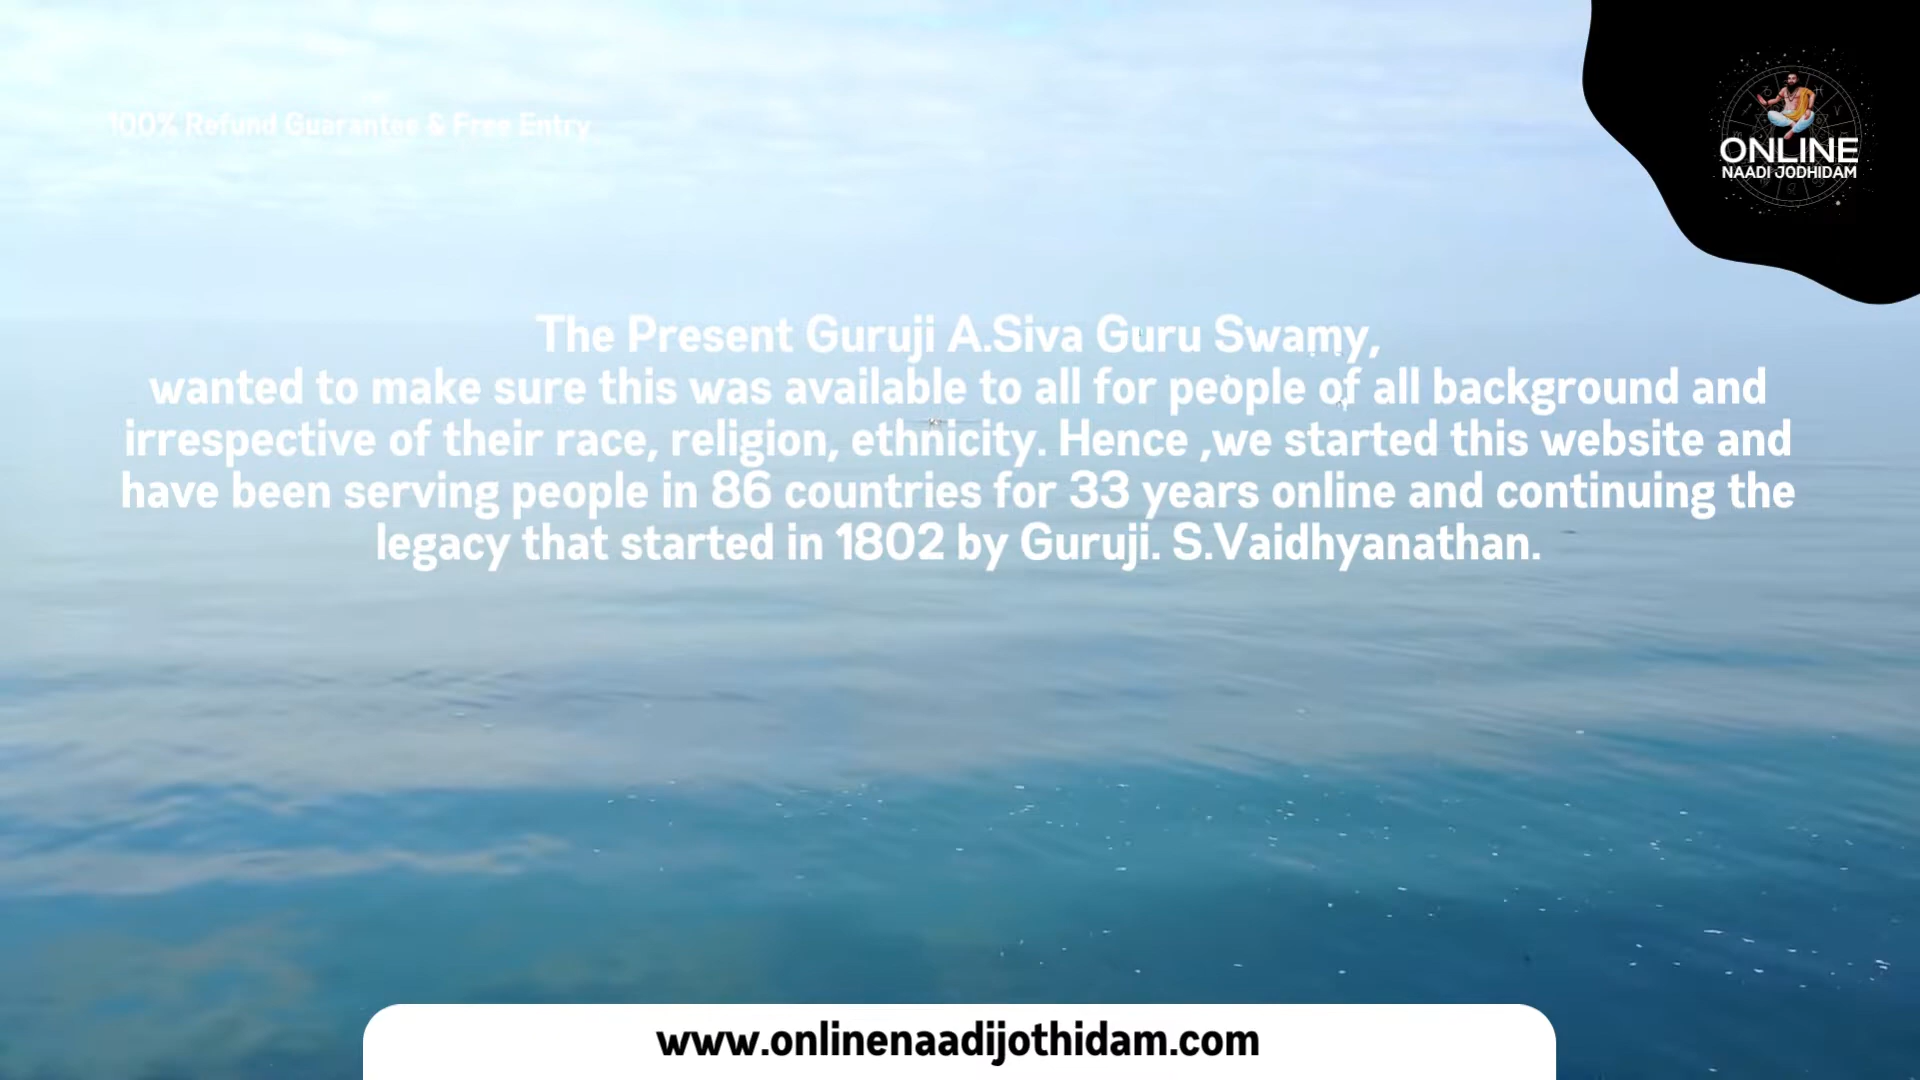 100% Refund Guarantee & Free Entry
ONLINE
NAADI JODHIDAM
The Present Guruji A.Siva Guru Swamy,
wanted to make sure this was available to all for people of all background and
irrespective of their race, religion, ethnicity. Hence ,we started this website and
have been serving people in 86 countries for 33 years online and continuing the
legacy that started in 1802 by Guruji. S.Vaidhyanathan.
www.onlinenaadijothidam.com